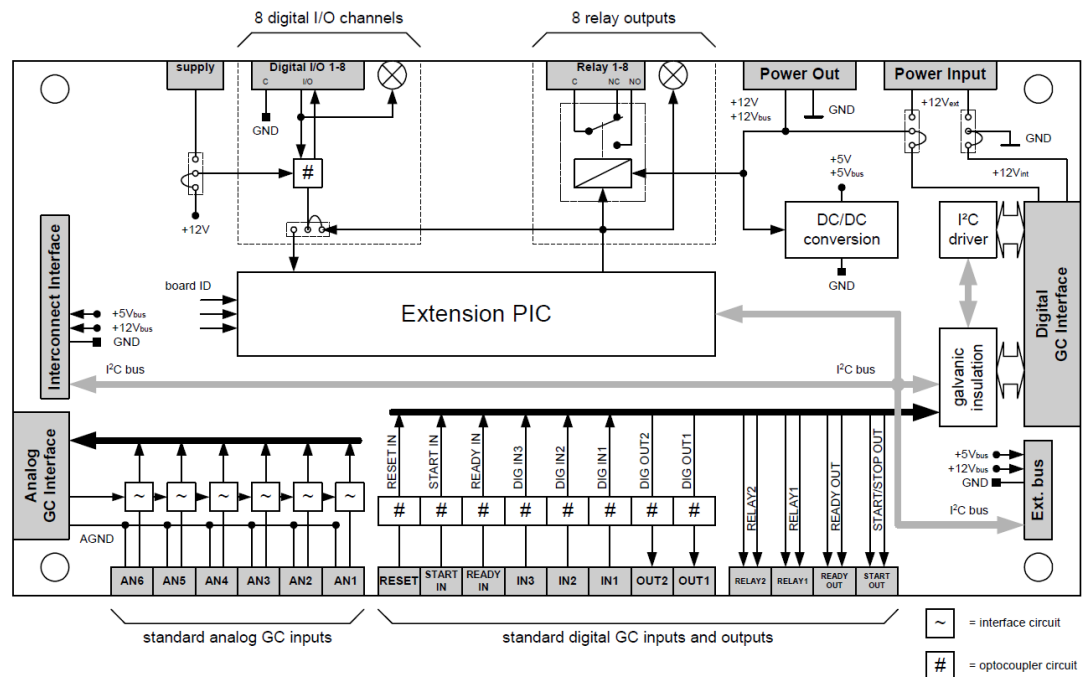 8 digital I/O channels
8 relay outputs
supply
Digital I/O 1-8
C I/O
Relay 1-8
C NC NO
Power Out
Power Input
GND
+12V
+12Vbus
GND
+12Vext
GND
+12Vint
#
+12V
+5V
+5Vbus
DC/DC
conversion
GND
I²C
driver
Digital
GC Interface
Interconnect Interface
board ID
Extension PIC
+5Vbus
+12Vbus
GND
I²C bus
I²C bus
galvanic
insulation
Analog
GC Interface
~ ~ ~ ~ ~ ~
AGND
AN6 AN5 AN4 AN3 AN2 AN1
RESET IN
START IN
READY IN
DIG IN3
DIG IN2
DIG IN1
DIG OUT2
DIG OUT1
RELAY2
RELAY1
READY OUT
START/STOP OUT
# # # # # # # #
RESET
START
IN
READY
IN
IN3
IN2
IN1
OUT2
OUT1
RELAY2
RELAY1
READY
OUT
START
OUT
+5Vbus
+12Vbus
GND
Ext. bus
I²C bus
standard analog GC inputs
standard digital GC inputs and outputs
~ = interface circuit
# = optocoupler circuit